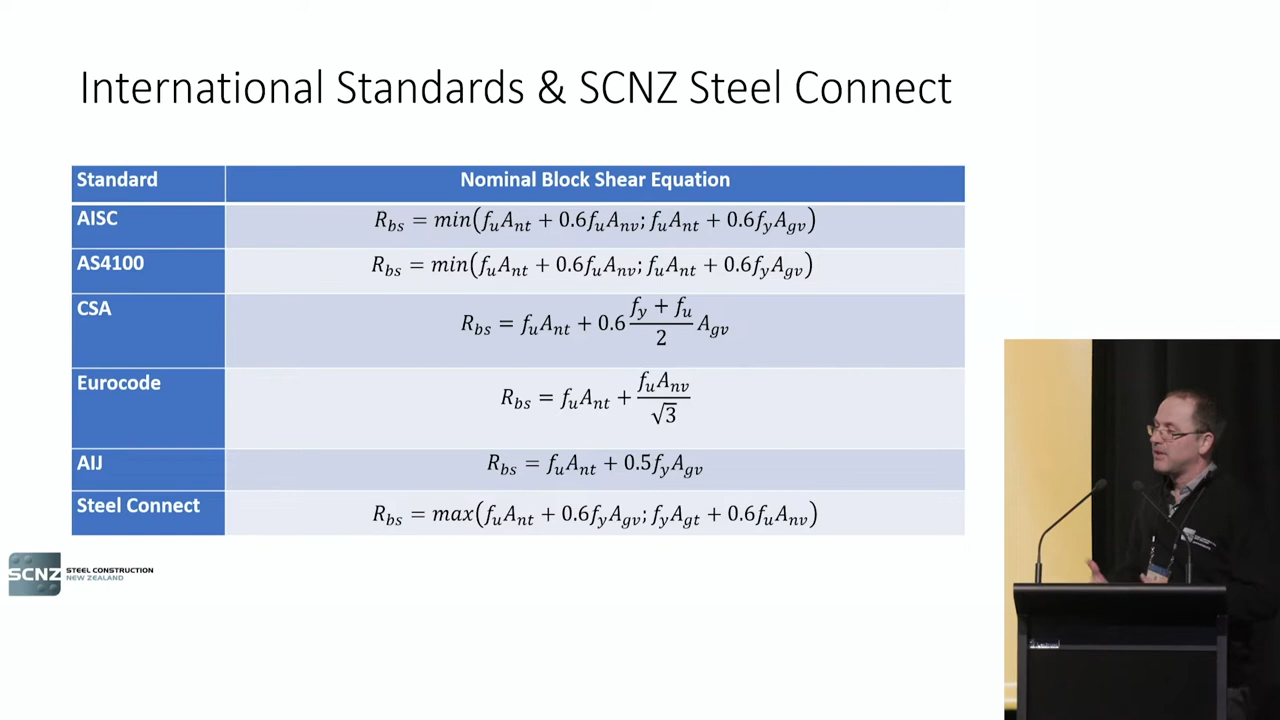 International Standards & SCNZ Steel Connect
Standard Nominal Block Shear Equation
AISC R_bs = min(f_u A_nt + 0.6f_u A_nv; f_u A_nt + 0.6f_y A_gv)
AS4100 R_bs = min(f_u A_nt + 0.6f_u A_nv; f_u A_nt + 0.6f_y A_gv)
CSA R_bs = f_u A_nt + 0.6 (f_y + f_u)/2 A_gv
Eurocode R_bs = f_u A_nt + f_u A_nv/√3
AIJ R_bs = f_u A_nt + 0.5f_y A_gv
Steel Connect R_bs = max(f_u A_nt + 0.6f_y A_gv; f_y A_gt + 0.6f_u A_nv)
SCNZ STEEL CONSTRUCTION
NEW ZEALAND